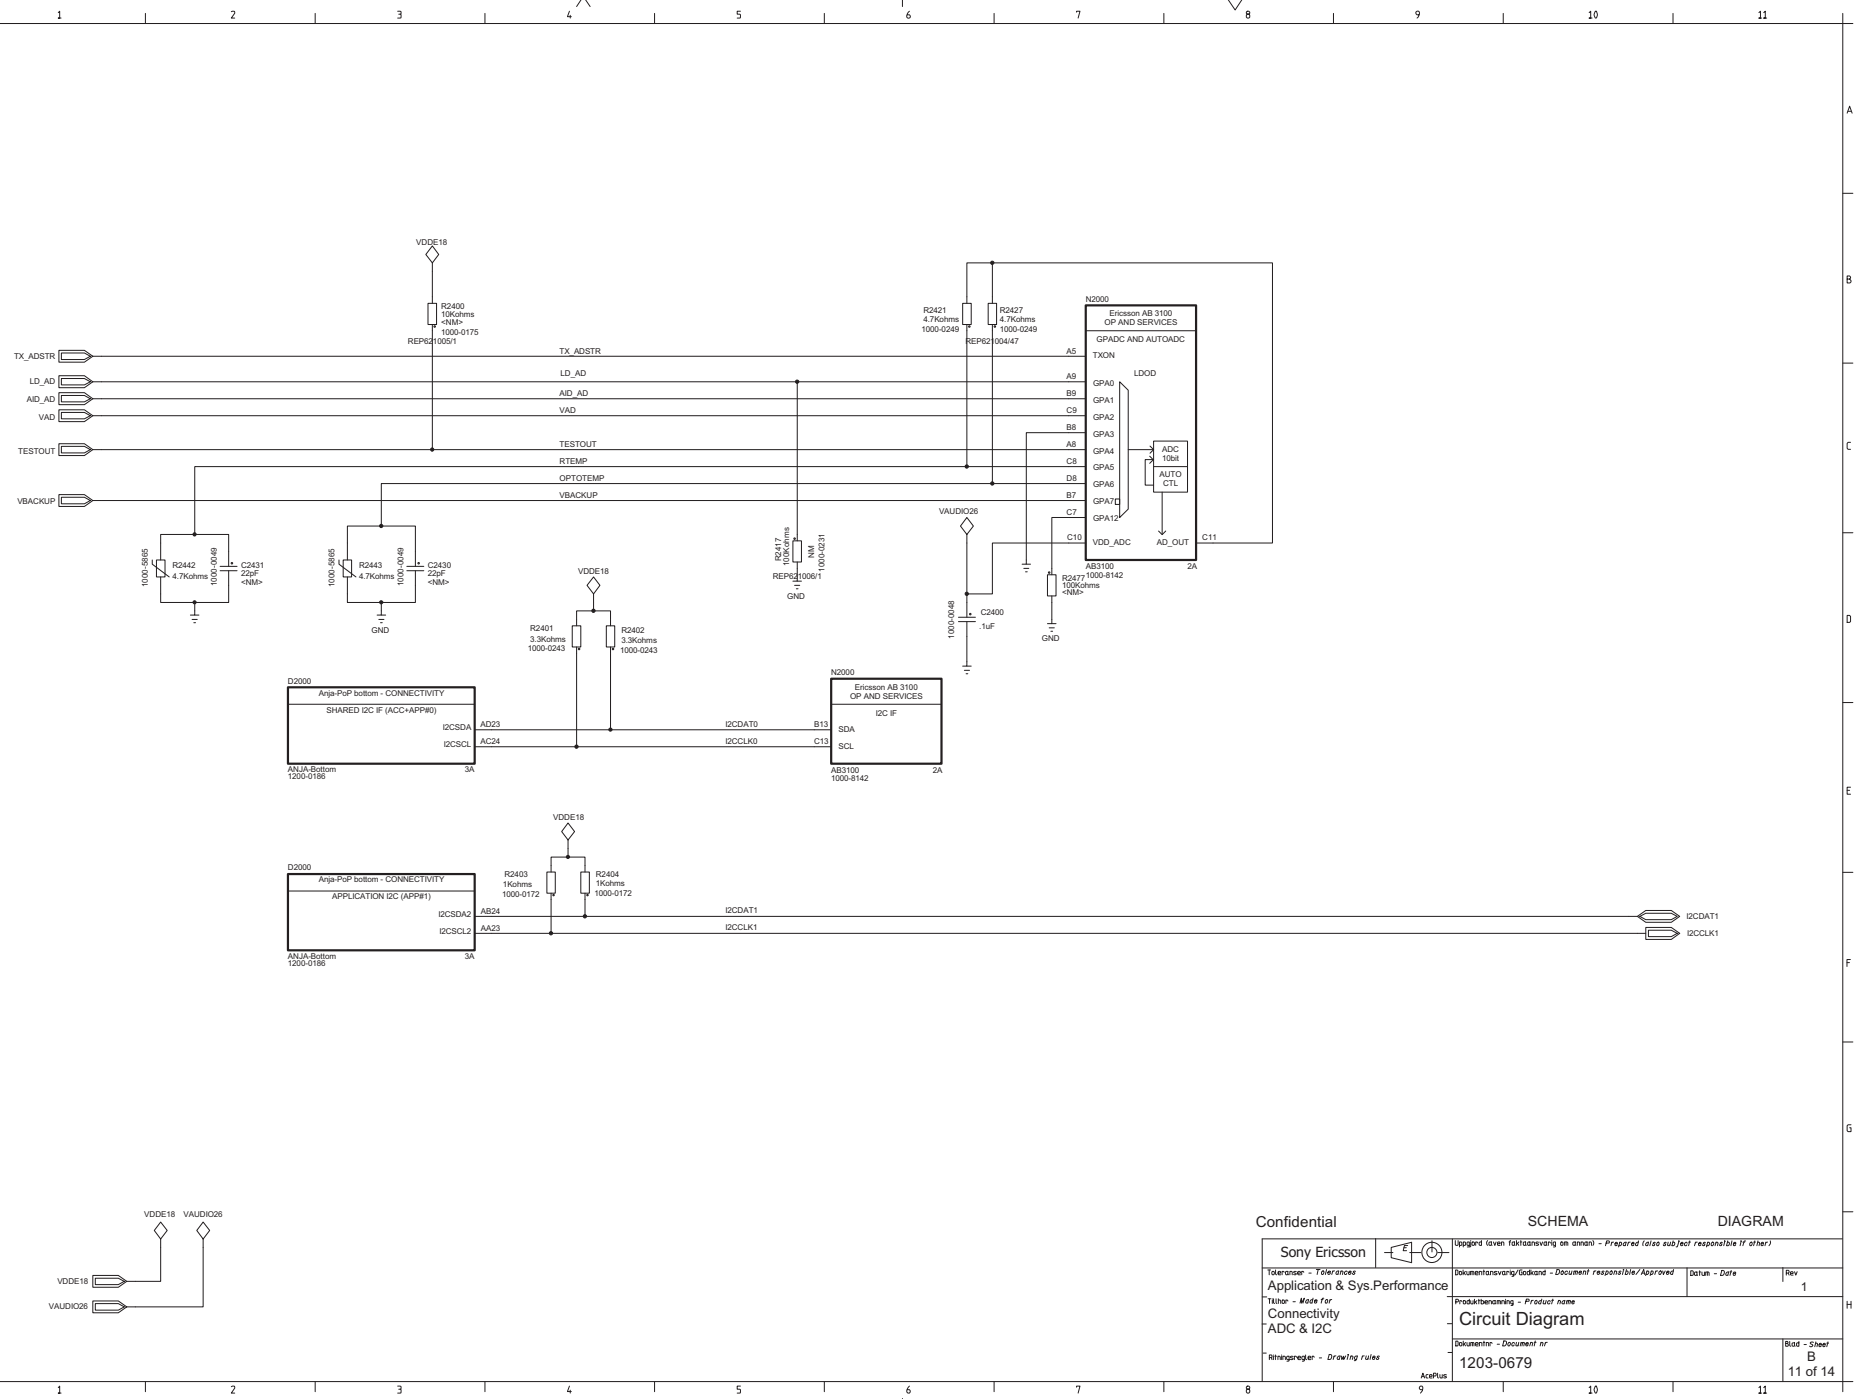 1 2 3 4 5 6 7 8 9 10 11
A
B
C
D
E
F
G
H
VDDE18
R2400
10Kohms
<NM>
1000-0175
REP621005/1
R2421
4.7Kohms
1000-0249
R2427
4.7Kohms
1000-0249
REP621004/47
N2000
Ericsson AB 3100
OP AND SERVICES
GPADC AND AUTOADC
LDOD
TX_ADSTR TX_ADSTR A5 TXON
LD_AD LD_AD A9 GPA0
AID_AD AID_AD B9 GPA1
VAD VAD C9 GPA2
B8 GPA3
TESTOUT TESTOUT A8 GPA4
RTEMP C8 GPA5
OPTOTEMP D8 GPA6
VBACKUP VBACKUP B7 GPA7
C7 GPA12
C10 VDD_ADC AD_OUT C11
ADC
10bit
AUTO
CTL
AB3100 2A
1000-8142
VAUDIO26
1000-5865
R2442
4.7Kohms
1000-0049
C2431
22pF
<NM>
1000-5865
R2443
4.7Kohms
1000-0049
C2430
22pF
<NM>
GND
R2417
100Kohms
NM
1000-0231
REP621006/1
GND
R2477
100Kohms
<NM>
GND
1000-0048
C2400
.1uF
VDDE18
R2401
3.3Kohms
1000-0243
R2402
3.3Kohms
1000-0243
D2000
Anja-PoP bottom - CONNECTIVITY
SHARED I2C IF (ACC+APP#0)
I2CSDA AD23 I2CDAT0 B13 SDA
I2CSCL AC24 I2CCLK0 C13 SCL
ANJA-Bottom 3A
1200-0186
N2000
Ericsson AB 3100
OP AND SERVICES
I2C IF
AB3100 2A
1000-8142
VDDE18
R2403
1Kohms
1000-0172
R2404
1Kohms
1000-0172
D2000
Anja-PoP bottom - CONNECTIVITY
APPLICATION I2C (APP#1)
I2CSDA2 AB24 I2CDAT1 I2CDAT1
I2CSCL2 AA23 I2CCLK1 I2CCLK1
ANJA-Bottom 3A
1200-0186
VDDE18 VAUDIO26
VDDE18
VAUDIO26
Confidential SCHEMA DIAGRAM
Sony Ericsson
E
Uppgjord (även faktaansvarig om annan) - Prepared (also subject responsible if other)
Toleranser - Tolerances
Application & Sys.Performance
Dokumentansvarig/Godkand - Document responsible/Approved
Datum - Date
Rev
1
Tillhor - Made for
Connectivity
ADC & I2C
Produktbenamning - Product name
Circuit Diagram
Ritningsregler - Drawing rules
AcePlus
Dokumentnr - Document nr
1203-0679
Blad - Sheet
B
11 of 14
1 2 3 4 5 6 7 8 9 10 11